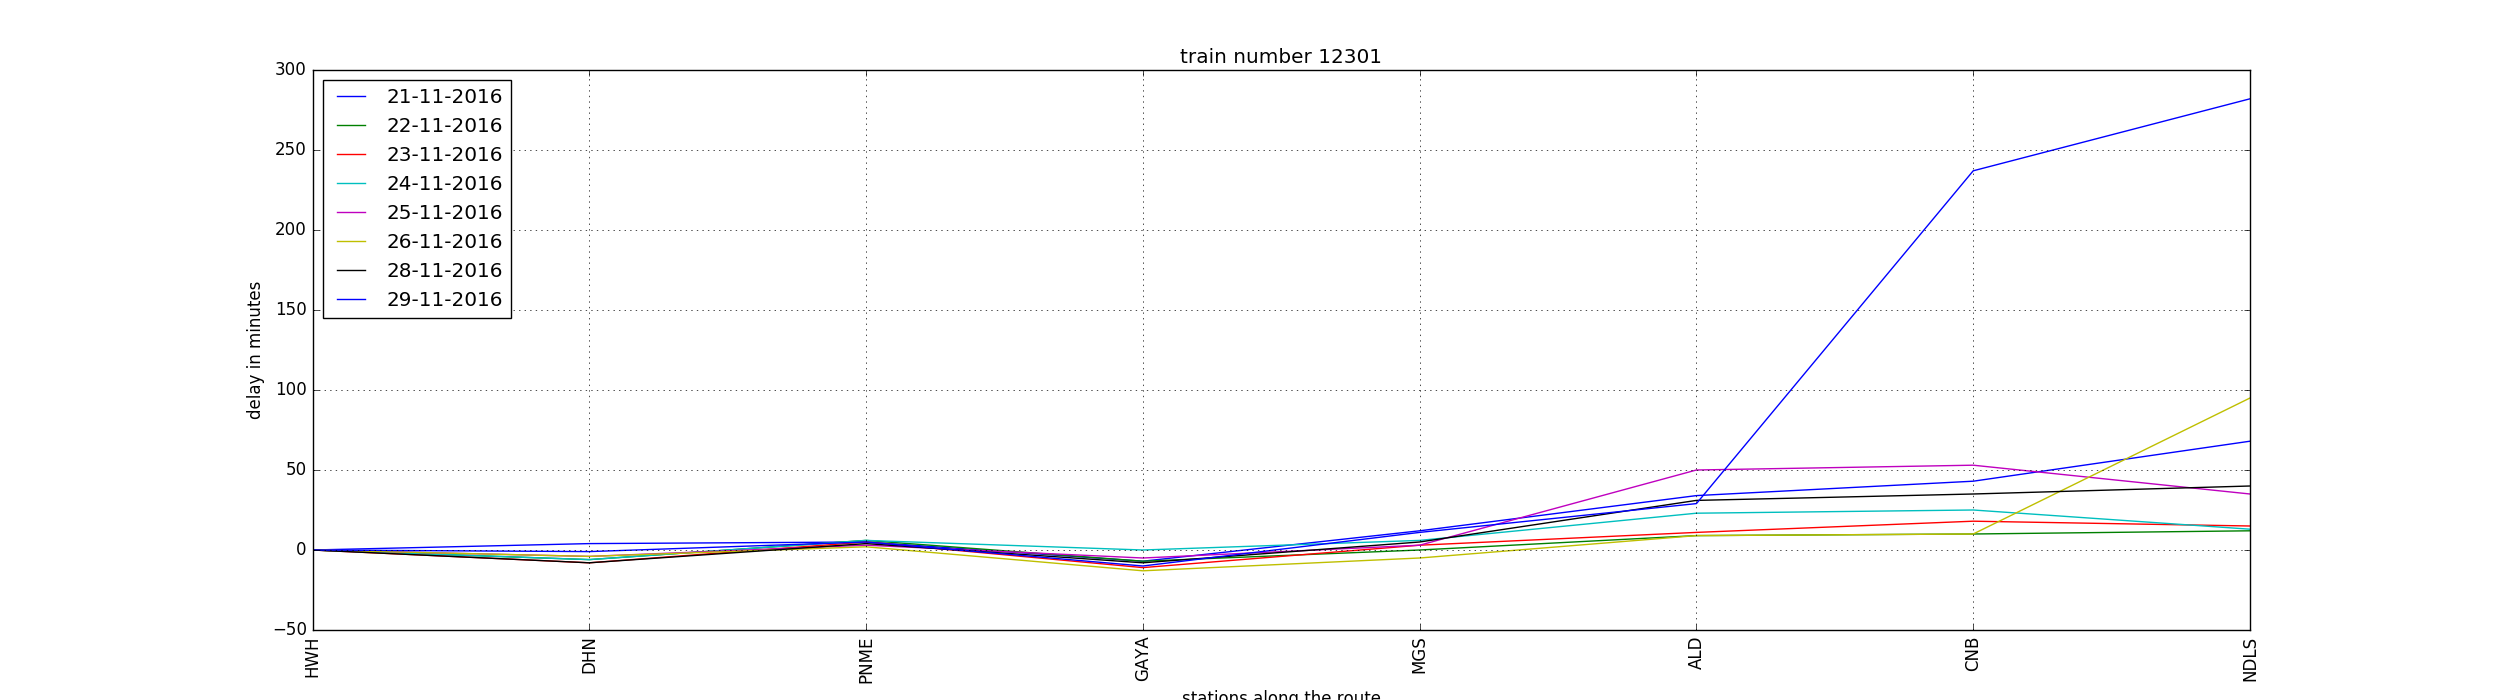 train number 12301
300
250
200
150
100
50
0
−50
delay in minutes
21-11-2016
22-11-2016
23-11-2016
24-11-2016
25-11-2016
26-11-2016
28-11-2016
29-11-2016
HWH
DHN
PNME
GAYA
MGS
ALD
CNB
NDLS
stations along the route